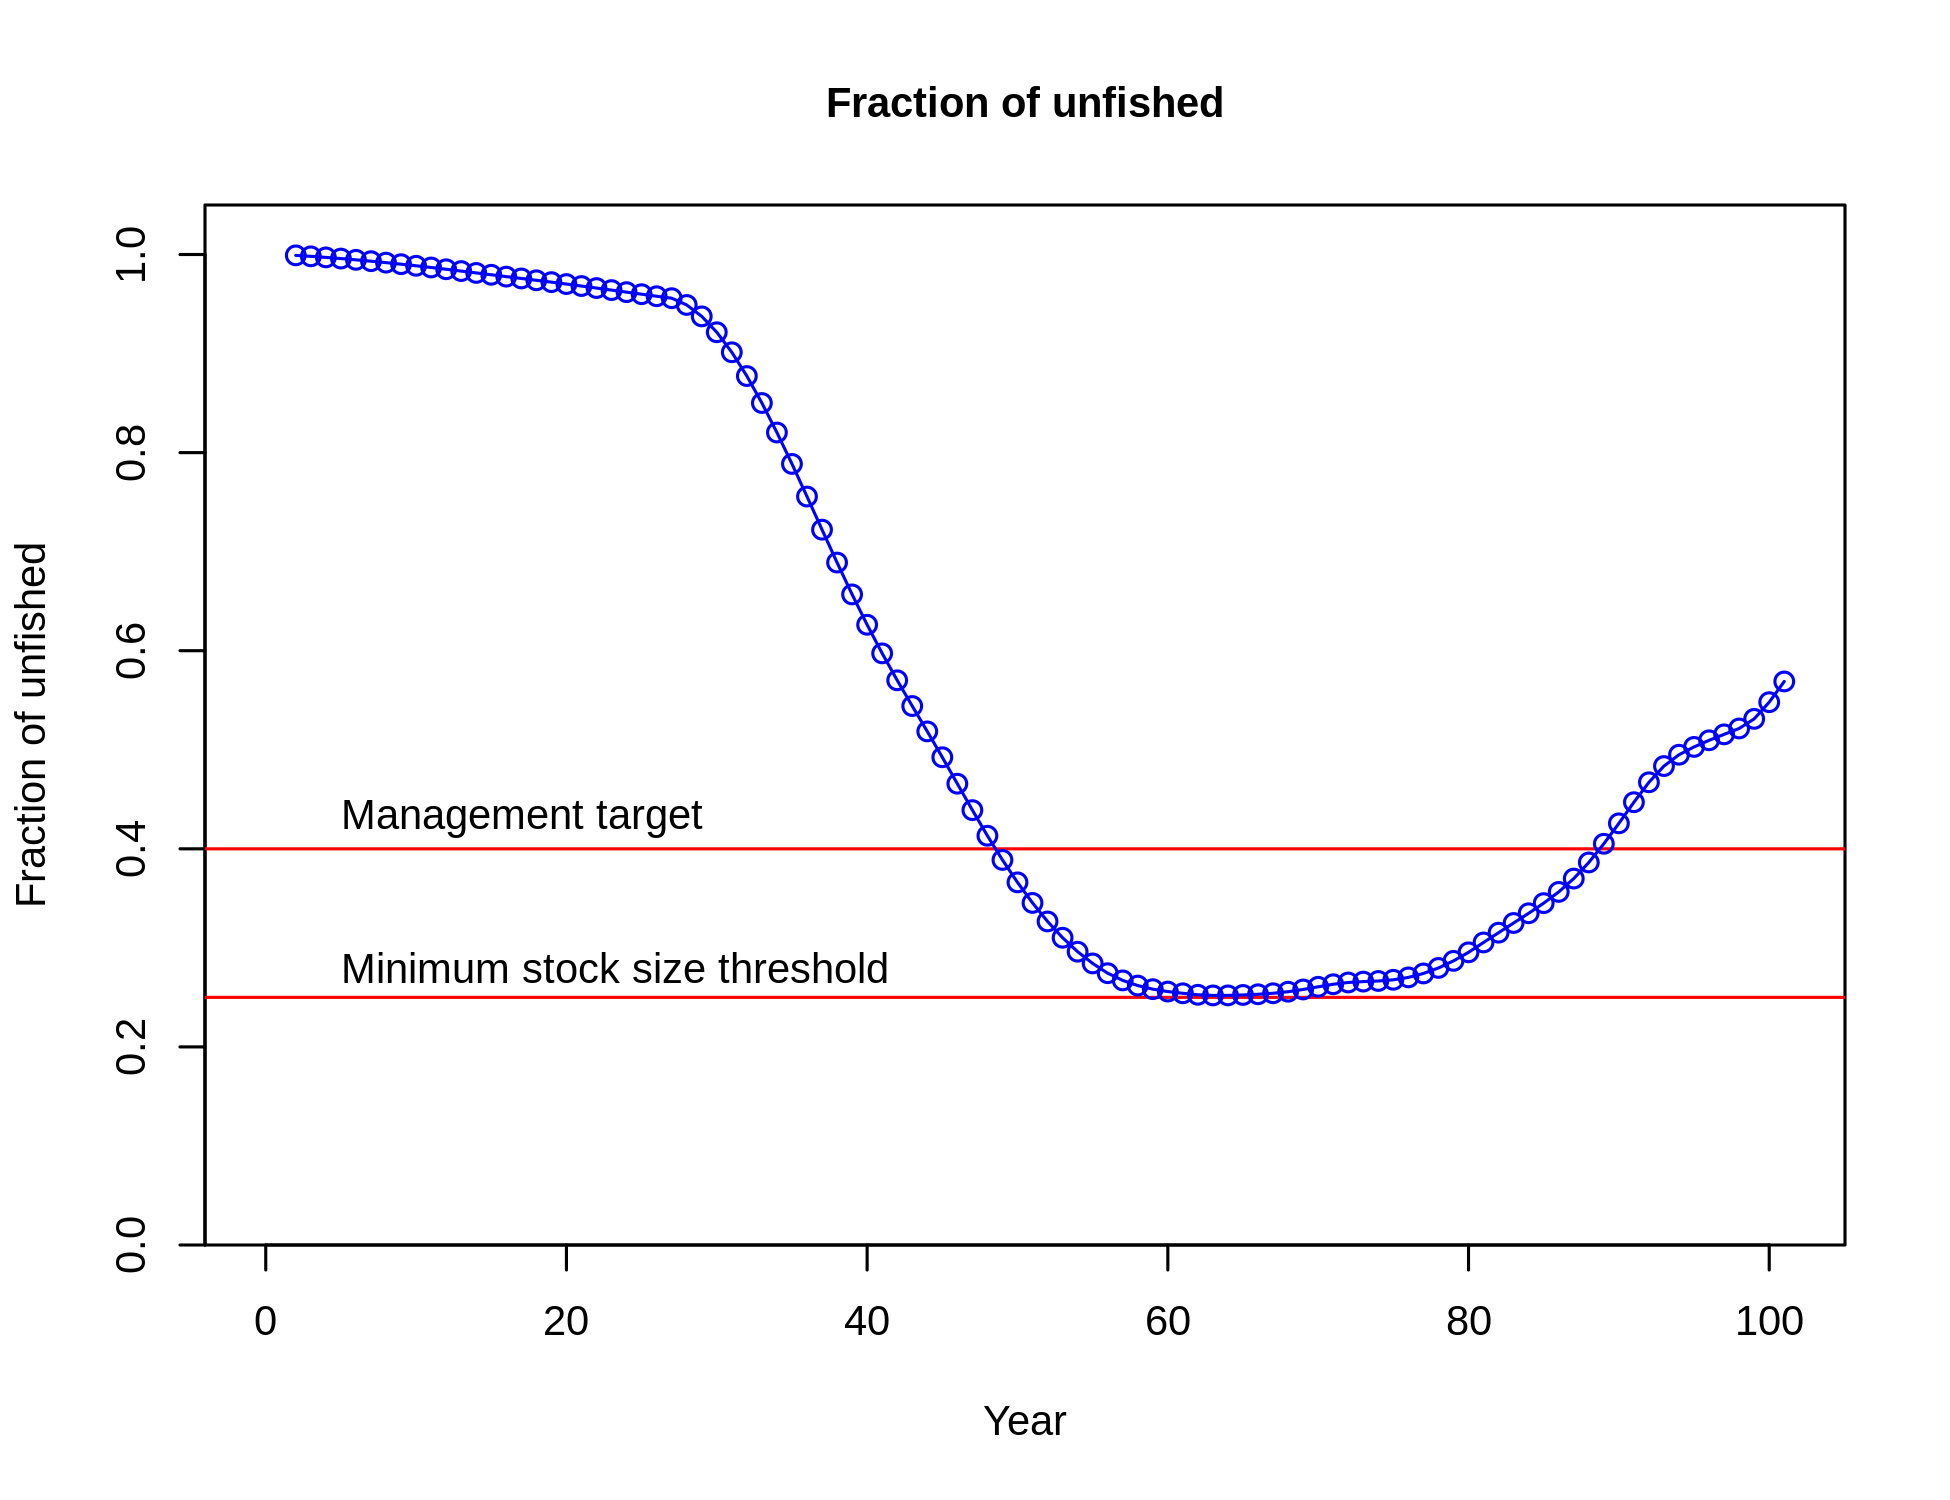 Fraction of unfished
Fraction of unfished
1.0
0.8
0.6
0.4
0.2
0.0
Management target
Minimum stock size threshold
0 20 40 60 80 100
Year